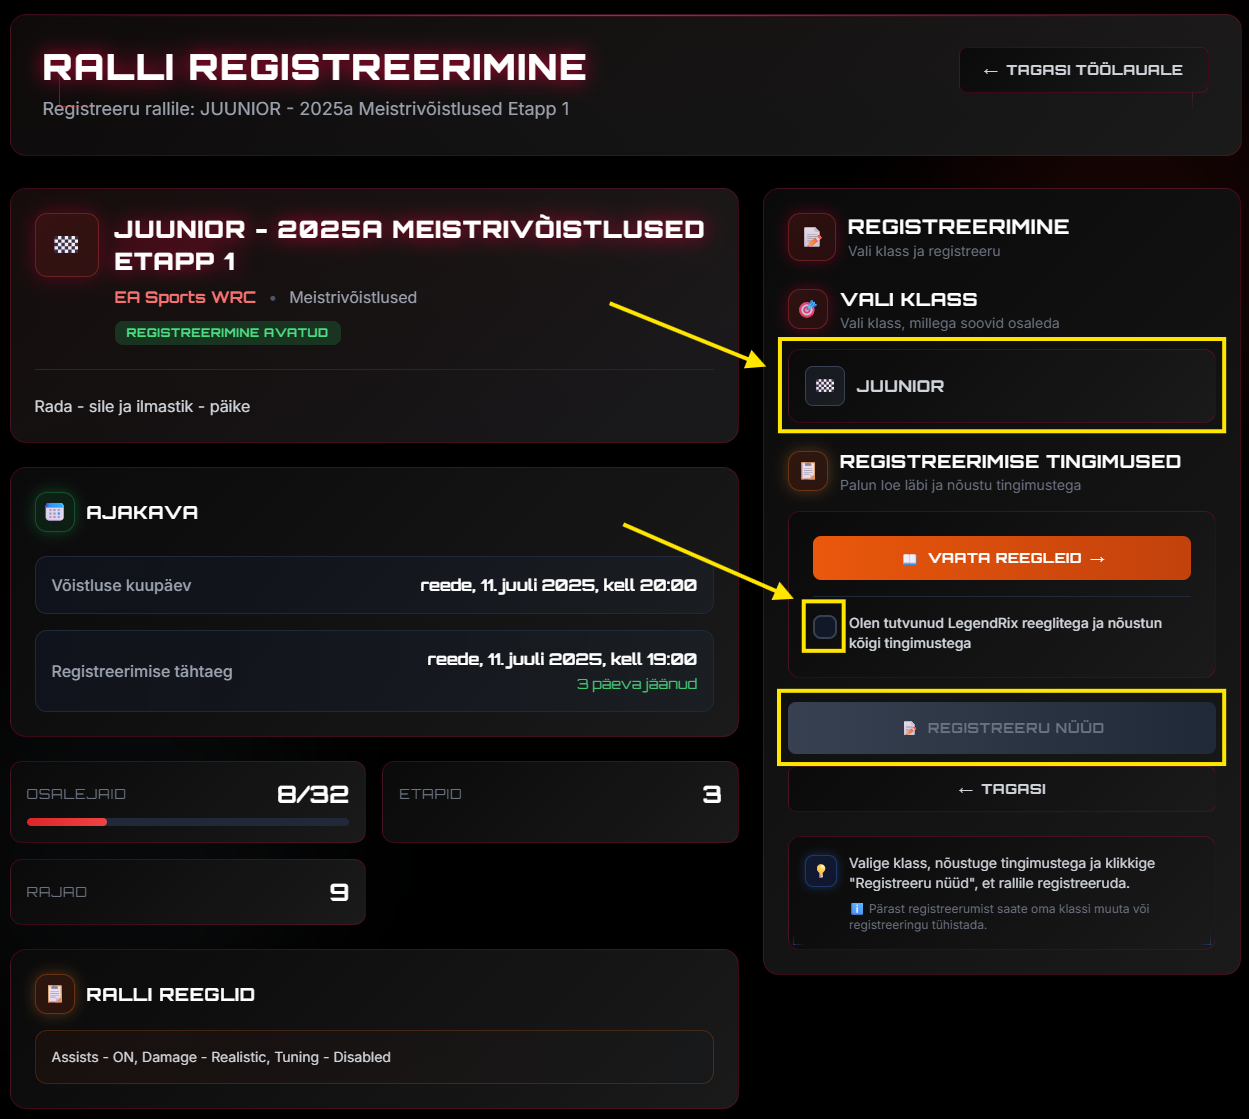 RALLI REGISTREERIMINE
Registreeru rallile: JUUNIOR - 2025a Meistrivõistlused Etapp 1
← TAGASI TÖÖLAUALE
JUUNIOR - 2025A MEISTRIVÕISTLUSED
ETAPP 1
EA Sports WRC • Meistrivõistlused
REGISTREERIMINE AVATUD
Rada - sile ja ilmastik - päike
AJAKAVA
Võistluse kuupäev
reede, 11. juuli 2025, kell 20:00
Registreerimise tähtaeg
reede, 11. juuli 2025, kell 19:00
3 päeva jäänud
OSALEJAID
8/32
ETAPID
3
RAJAD
9
RALLI REEGLID
Assists - ON, Damage - Realistic, Tuning - Disabled
REGISTREERIMINE
Vali klass ja registreeru
VALI KLASS
Vali klass, millega soovid osaleda
JUUNIOR
REGISTREERIMISE TINGIMUSED
Palun loe läbi ja nõustu tingimustega
VAATA REEGLEID →
Olen tutvunud LegendRix reeglitega ja nõustun
kõigi tingimustega
REGISTREERU NÜÜD
← TAGASI
Valige klass, nõustuge tingimustega ja klikkige
"Registreeru nüüd", et rallile registreeruda.
Pärast registreerumist saate oma klassi muuta või
registreeringu tühistada.